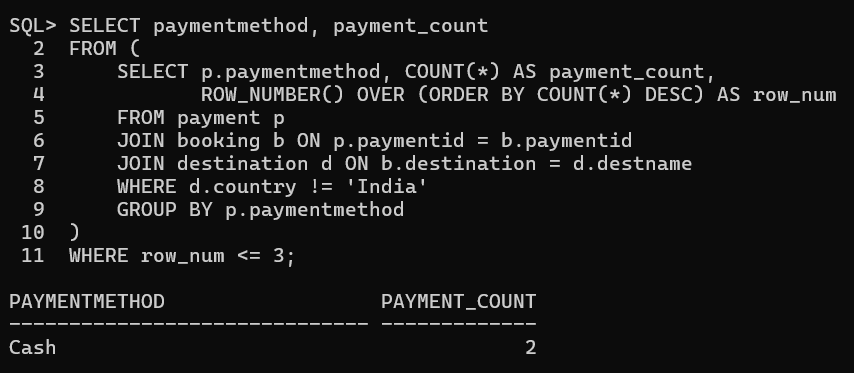 SQL> SELECT paymentmethod, payment_count
  2  FROM (
  3      SELECT p.paymentmethod, COUNT(*) AS payment_count,
  4             ROW_NUMBER() OVER (ORDER BY COUNT(*) DESC) AS row_num
  5      FROM payment p
  6      JOIN booking b ON p.paymentid = b.paymentid
  7      JOIN destination d ON b.destination = d.destname
  8      WHERE d.country != 'India'
  9      GROUP BY p.paymentmethod
 10  )
 11  WHERE row_num <= 3;

PAYMENTMETHOD                  PAYMENT_COUNT
------------------------------ -------------
Cash                                       2